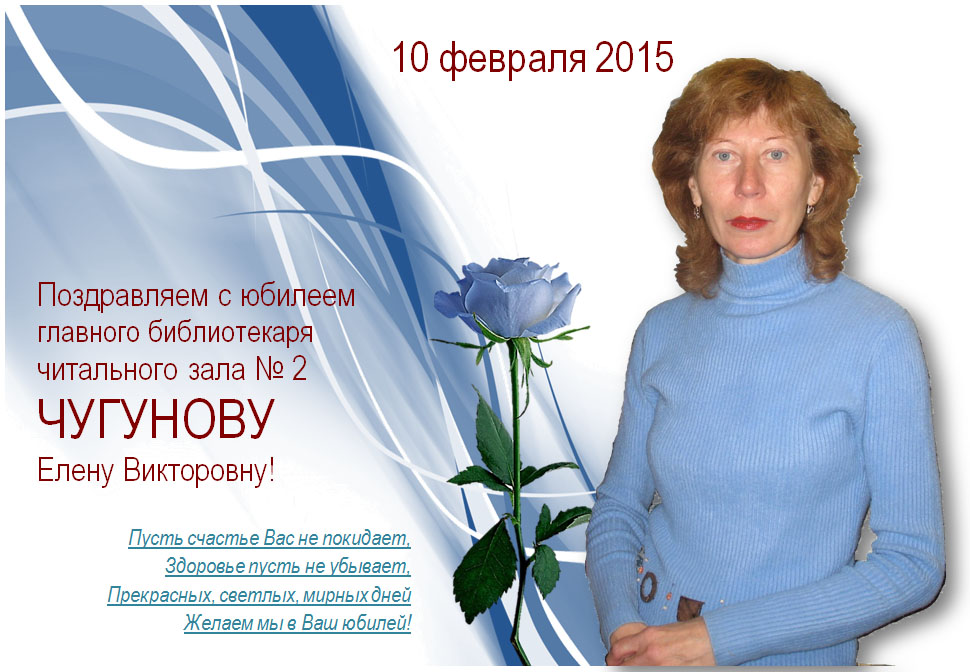 10 февраля 2015
Поздравляем с юбилеем
главного библиотекаря
читального зала № 2
ЧУГУНОВУ
Елену Викторовну!
Пусть счастье Вас не покидает,
Здоровье пусть не убывает,
Прекрасных, светлых, мирных дней
Желаем мы в Ваш юбилей!